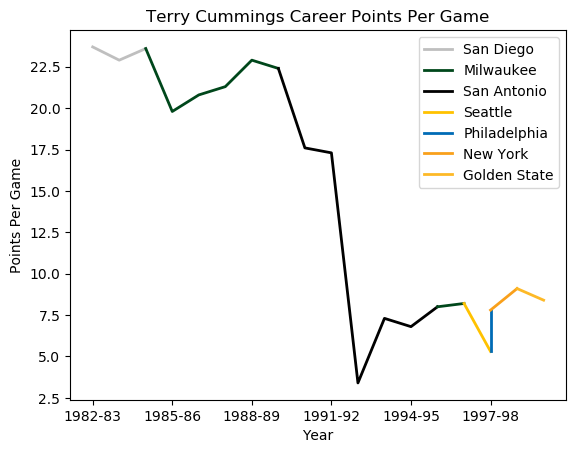 Terry Cummings Career Points Per Game
San Diego
Milwaukee
San Antonio
Seattle
Philadelphia
New York
Golden State
Points Per Game
22.5
20.0
17.5
15.0
12.5
10.0
7.5
5.0
2.5
1982-83 1985-86 1988-89 1991-92 1994-95 1997-98
Year